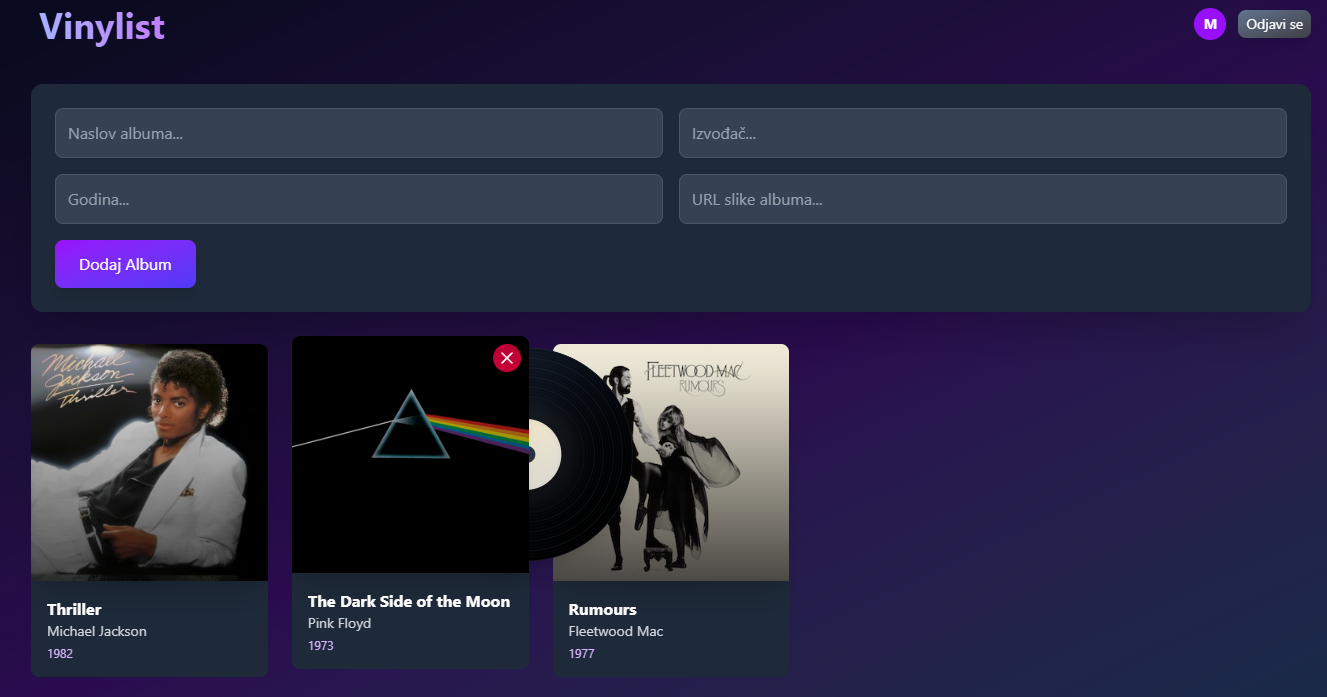 Vinylist
M
Odjavi se
Naslov albuma...
Izvođač...
Godina...
URL slike albuma...
Dodaj Album
Michael
Jackson
Thriller
FLEETWOOD MAC
RUMOURS
Thriller
Michael Jackson
1982
The Dark Side of the Moon
Pink Floyd
1973
Rumours
Fleetwood Mac
1977